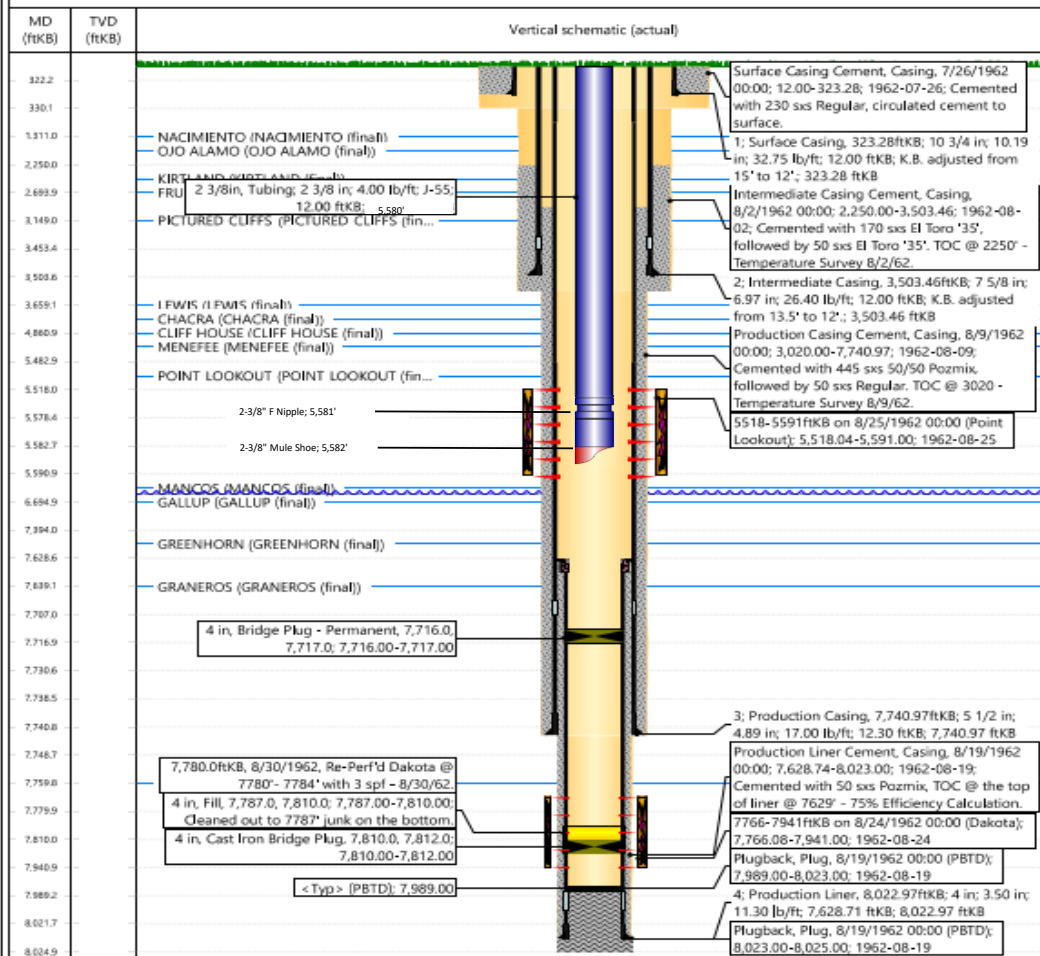 MD
(ftKB)
TVD
(ftKB)
Vertical schematic (actual)
322.2
330.1
1,311.0
2,250.0
2,693.9
3,149.0
3,453.4
3,503.6
3,659.1
4,860.9
5,482.9
5,518.0
5,578.4
5,582.7
5,590.9
6,694.9
7,394.0
7,628.6
7,639.1
7,707.0
7,716.9
7,730.6
7,738.5
7,740.8
7,748.7
7,759.8
7,779.9
7,810.0
7,940.9
7,989.2
8,021.7
8,024.9
NACIMIENTO (NACIMIENTO (final))
OJO ALAMO (OJO ALAMO (final))
KIRTLAND (KIRTLAND (final))
FRU
2 3/8in, Tubing; 2 3/8 in; 4.00 lb/ft; J-55;
12.00 ftKB; 5,580'
PICTURED CLIFFS (PICTURED CLIFFS (fin...
LEWIS (LEWIS (final))
CHACRA (CHACRA (final))
CLIFF HOUSE (CLIFF HOUSE (final))
MENEFEE (MENEFEE (final))
POINT LOOKOUT (POINT LOOKOUT (fin...
2-3/8" F Nipple; 5,581'
2-3/8" Mule Shoe; 5,582'
MANCOS (MANCOS (final))
GALLUP (GALLUP (final))
GREENHORN (GREENHORN (final))
GRANEROS (GRANEROS (final))
4 in, Bridge Plug - Permanent, 7,716.0,
7,717.0; 7,716.00-7,717.00
7,780.0ftKB, 8/30/1962, Re-Perf'd Dakota @
7780'- 7784' with 3 spf - 8/30/62.
4 in, Fill, 7,787.0, 7,810.0; 7,787.00-7,810.00;
Cleaned out to 7787' junk on the bottom.
4 in, Cast Iron Bridge Plug, 7,810.0, 7,812.0;
7,810.00-7,812.00
<Typ> (PBTD); 7,989.00
Surface Casing Cement, Casing, 7/26/1962
00:00; 12.00-323.28; 1962-07-26; Cemented
with 230 sxs Regular, circulated cement to
surface.
1; Surface Casing, 323.28ftKB; 10 3/4 in; 10.19
in; 32.75 lb/ft; 12.00 ftKB; K.B. adjusted from
15' to 12'.; 323.28 ftKB
Intermediate Casing Cement, Casing,
8/2/1962 00:00; 2,250.00-3,503.46; 1962-08-
02; Cemented with 170 sxs El Toro '35',
followed by 50 sxs El Toro '35'. TOC @ 2250' -
Temperature Survey 8/2/62.
2; Intermediate Casing, 3,503.46ftKB; 7 5/8 in;
6.97 in; 26.40 lb/ft; 12.00 ftKB; K.B. adjusted
from 13.5' to 12'.; 3,503.46 ftKB
Production Casing Cement, Casing, 8/9/1962
00:00; 3,020.00-7,740.97; 1962-08-09;
Cemented with 445 sxs 50/50 Pozmix,
followed by 50 sxs Regular. TOC @ 3020 -
Temperature Survey 8/9/62.
5518-5591ftKB on 8/25/1962 00:00 (Point
Lookout); 5,518.04-5,591.00; 1962-08-25
3; Production Casing, 7,740.97ftKB; 5 1/2 in;
4.89 in; 17.00 lb/ft; 12.30 ftKB; 7,740.97 ftKB
Production Liner Cement, Casing, 8/19/1962
00:00; 7,628.74-8,023.00; 1962-08-19;
Cemented with 50 sxs Pozmix, TOC @ the top
of liner @ 7629' - 75% Efficiency Calculation.
7766-7941ftKB on 8/24/1962 00:00 (Dakota);
7,766.08-7,941.00; 1962-08-24
Plugback, Plug, 8/19/1962 00:00 (PBTD);
7,989.00-8,023.00; 1962-08-19
4; Production Liner, 8,022.97ftKB; 4 in; 3.50 in;
11.30 lb/ft; 7,628.71 ftKB; 8,022.97 ftKB
Plugback, Plug, 8/19/1962 00:00 (PBTD);
8,023.00-8,025.00; 1962-08-19